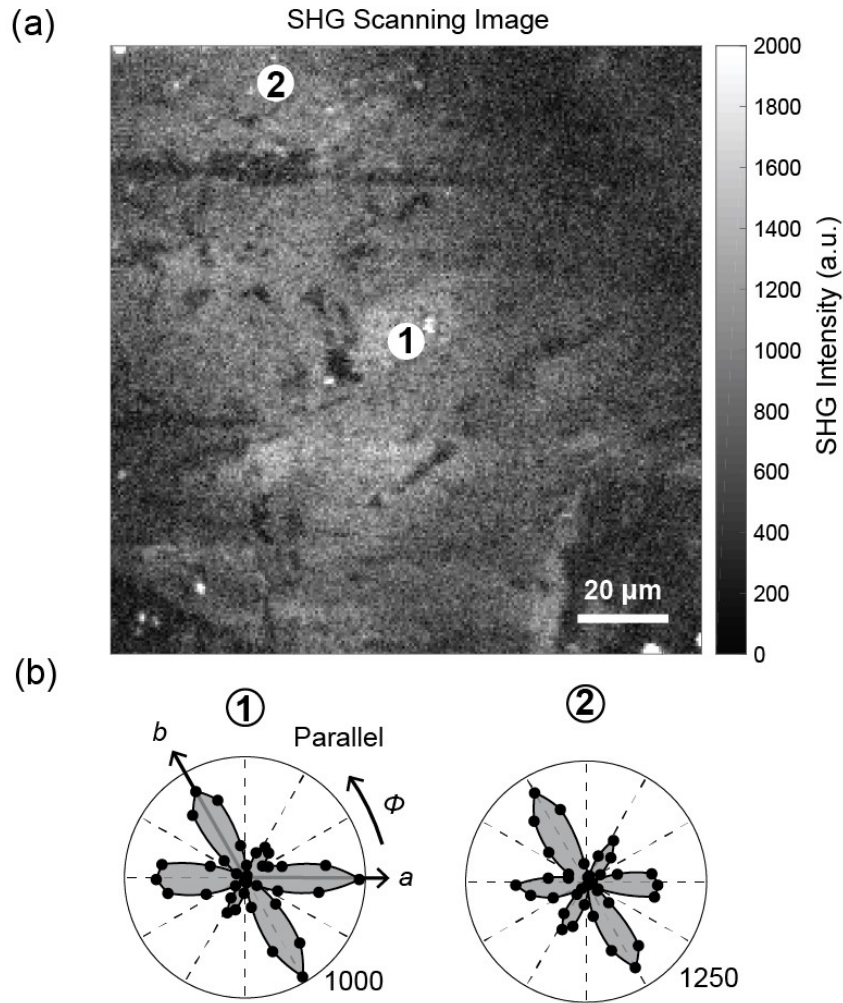 (a)
SHG Scanning Image
2
1
20 µm
2000
1800
1600
1400
1200
1000
800
600
400
200
0
SHG Intensity (a.u.)
(b)
1
2
b
Parallel
Φ
a
1000
1250